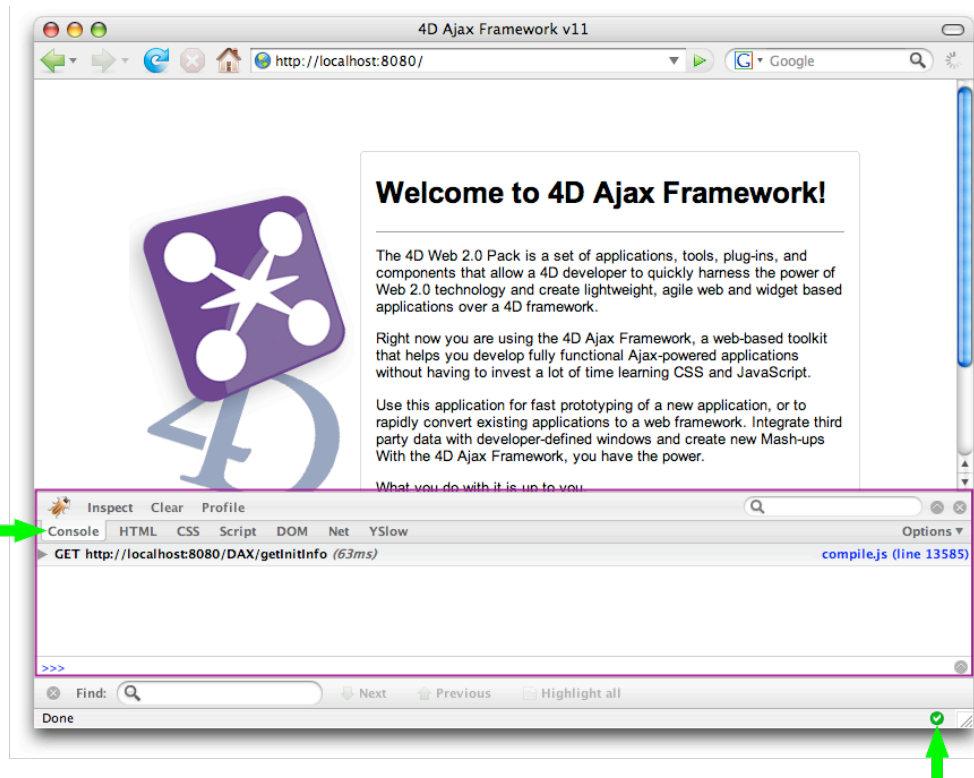 4D Ajax Framework v11
http://localhost:8080/
G Google
Welcome to 4D Ajax Framework!
The 4D Web 2.0 Pack is a set of applications, tools, plug-ins, and
components that allow a 4D developer to quickly harness the power of
Web 2.0 technology and create lightweight, agile web and widget based
applications over a 4D framework.
Right now you are using the 4D Ajax Framework, a web-based toolkit
that helps you develop fully functional Ajax-powered applications
without having to invest a lot of time learning CSS and JavaScript.
Use this application for fast prototyping of a new application, or to
rapidly convert existing applications to a web framework. Integrate third
party data with developer-defined windows and create new Mash-ups
With the 4D Ajax Framework, you have the power.
What you do with it is up to you.
4D
Inspect Clear Profile
Console HTML CSS Script DOM Net YSlow Options
GET http://localhost:8080/DAX/getInitInfo (63ms) compile.js (line 13585)
>>>
Find: Next Previous Highlight all
Done